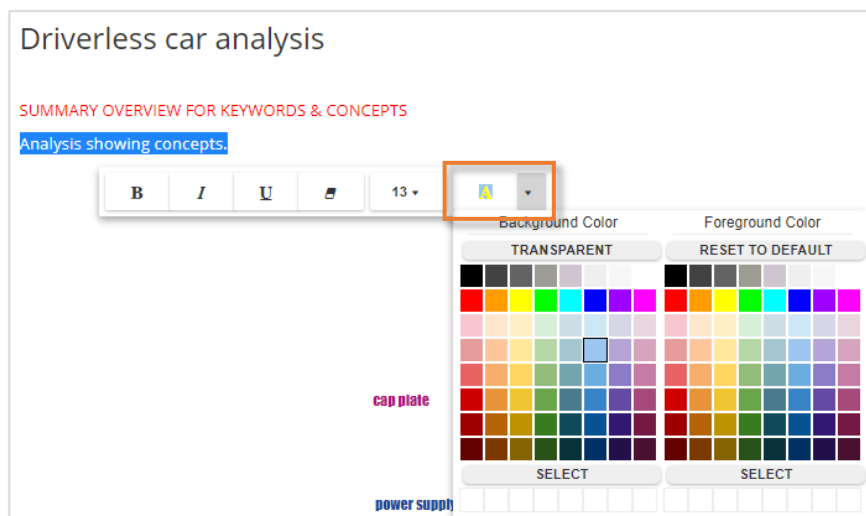 Driverless car analysis
SUMMARY OVERVIEW FOR KEYWORDS & CONCEPTS
Analysis showing concepts.
B I U 13 A
Background Color Foreground Color
TRANSPARENT RESET TO DEFAULT
cap plate
SELECT SELECT
power supply